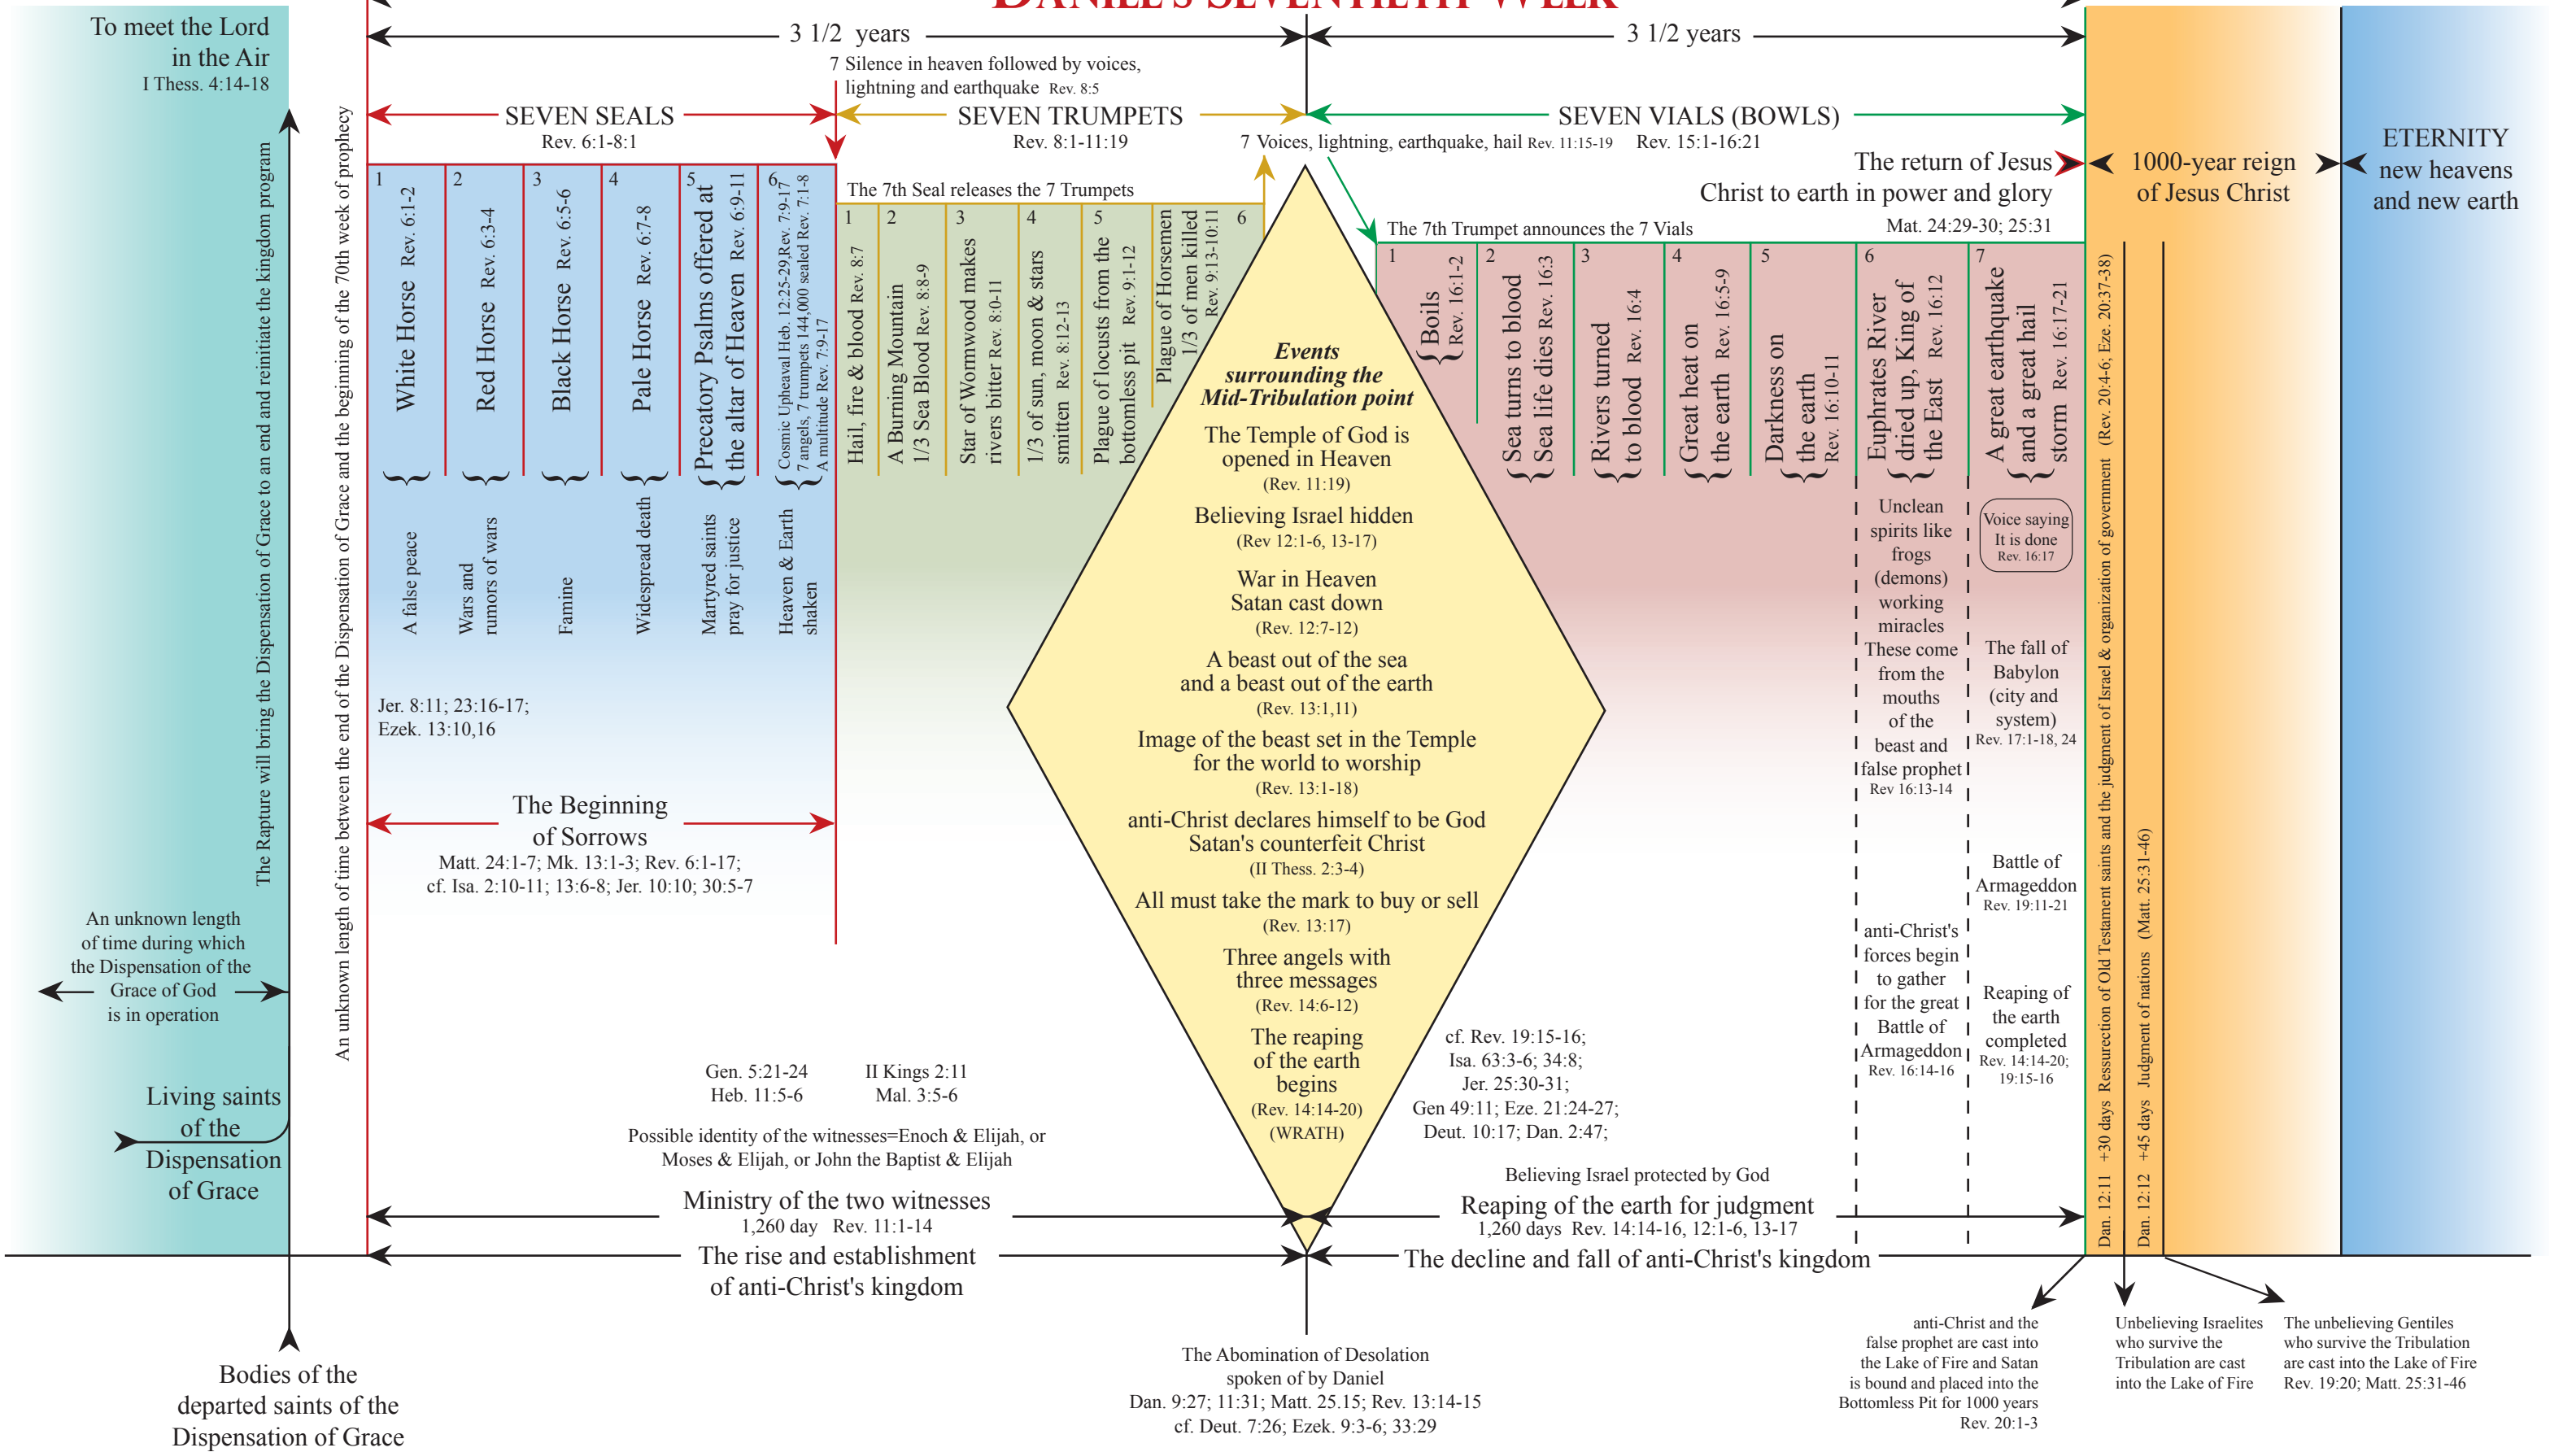 DANIEL'S SEVENTIETH WEEK
To meet the Lord
in the Air
I Thess. 4:14-18
The Rapture will bring the Dispensation of Grace to an end and reinitiate the kingdom program
An unknown length
of time during which
the Dispensation of the
Grace of God
is in operation
Living saints
of the
Dispensation
of Grace
Bodies of the
departed saints of the
Dispensation of Grace
An unknown length of time between the end of the Dispensation of Grace and the beginning of the 70th week of prophecy
3 1/2 years
3 1/2 years
7 Silence in heaven followed by voices,
lightning and earthquake Rev. 8:5
SEVEN SEALS
Rev. 6:1-8:1
SEVEN TRUMPETS
Rev. 8:1-11:19
SEVEN VIALS (BOWLS)
7 Voices, lightning, earthquake, hail Rev. 11:15-19 Rev. 15:1-16:21
1
White Horse Rev. 6:1-2
A false peace
2
Red Horse Rev. 6:3-4
Wars and
rumors of wars
3
Black Horse Rev. 6:5-6
Famine
4
Pale Horse Rev. 6:7-8
Widespread death
5
Precatory Psalms offered at
the altar of Heaven Rev. 6:9-11
Martyred saints
pray for justice
6
Cosmic Upheaval Heb. 12:25-29,Rev. 7:9-17
7 angels, 7 trumpets 144,000 sealed Rev. 7:1-8
A multitude Rev. 7:9-17
Heaven & Earth
shaken
Jer. 8:11; 23:16-17;
Ezek. 13:10,16
The Beginning
of Sorrows
Matt. 24:1-7; Mk. 13:1-3; Rev. 6:1-17;
cf. Isa. 2:10-11; 13:6-8; Jer. 10:10; 30:5-7
The 7th Seal releases the 7 Trumpets
1
Hail, fire & blood Rev. 8:7
2
A Burning Mountain
1/3 Sea Blood Rev. 8:8-9
3
Star of Wormwood makes
rivers bitter Rev. 8:0-11
4
1/3 of sun, moon & stars
smitten Rev. 8:12-13
5
Plague of locusts from the
bottomless pit Rev. 9:1-12
6
Plague of Horsemen
1/3 of men killed
Rev. 9:13-10:11
Gen. 5:21-24
Heb. 11:5-6
II Kings 2:11
Mal. 3:5-6
Possible identity of the witnesses=Enoch & Elijah, or
Moses & Elijah, or John the Baptist & Elijah
Ministry of the two witnesses
1,260 day Rev. 11:1-14
The rise and establishment
of anti-Christ's kingdom
Events
surrounding the
Mid-Tribulation point
The Temple of God is
opened in Heaven
(Rev. 11:19)
Believing Israel hidden
(Rev 12:1-6, 13-17)
War in Heaven
Satan cast down
(Rev. 12:7-12)
A beast out of the sea
and a beast out of the earth
(Rev. 13:1,11)
Image of the beast set in the Temple
for the world to worship
(Rev. 13:1-18)
anti-Christ declares himself to be God
Satan's counterfeit Christ
(II Thess. 2:3-4)
All must take the mark to buy or sell
(Rev. 13:17)
Three angels with
three messages
(Rev. 14:6-12)
The reaping
of the earth
begins
(Rev. 14:14-20)
(WRATH)
The Abomination of Desolation
spoken of by Daniel
Dan. 9:27; 11:31; Matt. 25.15; Rev. 13:14-15
cf. Deut. 7:26; Ezek. 9:3-6; 33:29
The return of Jesus
Christ to earth in power and glory
Mat. 24:29-30; 25:31
The 7th Trumpet announces the 7 Vials
1
Boils
Rev. 16:1-2
2
Sea turns to blood
Sea life dies Rev. 16:3
3
Rivers turned
to blood Rev. 16:4
4
Great heat on
the earth Rev. 16:5-9
5
Darkness on
the earth
Rev. 16:10-11
6
Euphrates River
dried up, King of
the East Rev. 16:12
Unclean
spirits like
frogs
(demons)
working
miracles
These come
from the
mouths
of the
beast and
false prophet
Rev 16:13-14
anti-Christ's
forces begin
to gather
for the great
Battle of
Armageddon
Rev. 16:14-16
7
A great earthquake
and a great hail
storm Rev. 16:17-21
Voice saying
It is done
Rev. 16:17
The fall of
Babylon
(city and
system)
Rev. 17:1-18, 24
Battle of
Armageddon
Rev. 19:11-21
Reaping of
the earth
completed
Rev. 14:14-20;
19:15-16
cf. Rev. 19:15-16;
Isa. 63:3-6; 34:8;
Jer. 25:30-31;
Gen 49:11; Eze. 21:24-27;
Deut. 10:17; Dan. 2:47;
Believing Israel protected by God
Reaping of the earth for judgment
1,260 days Rev. 14:14-16, 12:1-6, 13-17
The decline and fall of anti-Christ's kingdom
Dan. 12:11 +30 days Ressurection of Old Testament saints and the judgment of Israel & organization of government (Rev. 20:4-6; Eze. 20:37-38)
Dan. 12:12 +45 days Judgment of nations (Matt. 25:31-46)
1000-year reign
of Jesus Christ
ETERNITY
new heavens
and new earth
anti-Christ and the
false prophet are cast into
the Lake of Fire and Satan
is bound and placed into the
Bottomless Pit for 1000 years
Rev. 20:1-3
Unbelieving Israelites
who survive the
Tribulation are cast
into the Lake of Fire
The unbelieving Gentiles
who survive the Tribulation
are cast into the Lake of Fire
Rev. 19:20; Matt. 25:31-46